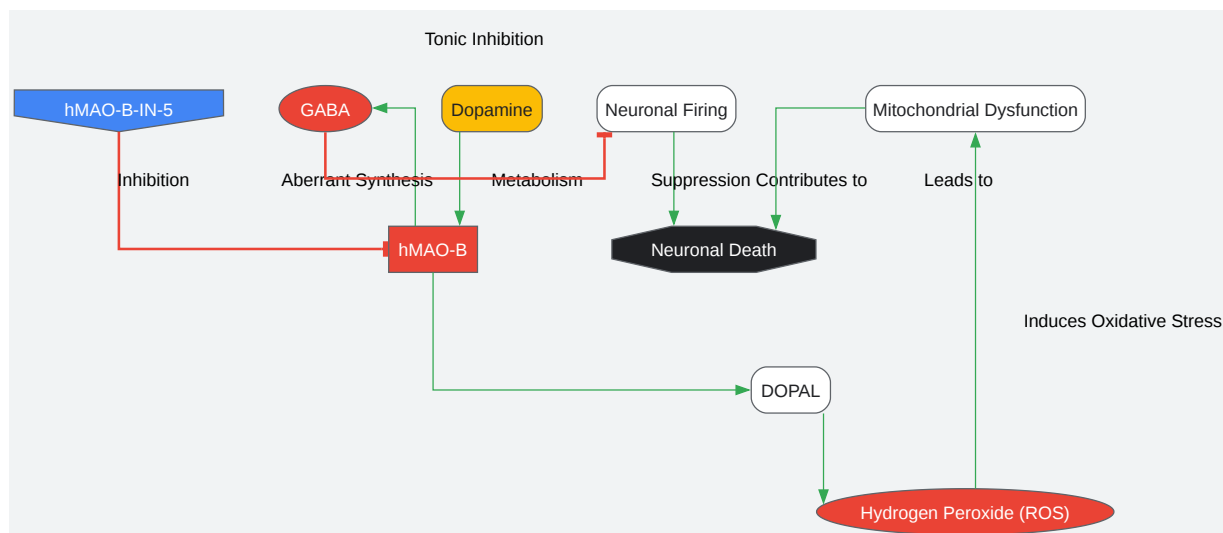 Tonic Inhibition
hMAO-B-IN-5
GABA
Dopamine
Neuronal Firing
Mitochondrial Dysfunction
Inhibition
Aberrant Synthesis
Metabolism
Suppression Contributes to
Leads to
hMAO-B
Neuronal Death
Induces Oxidative Stress
DOPAL
Hydrogen Peroxide (ROS)